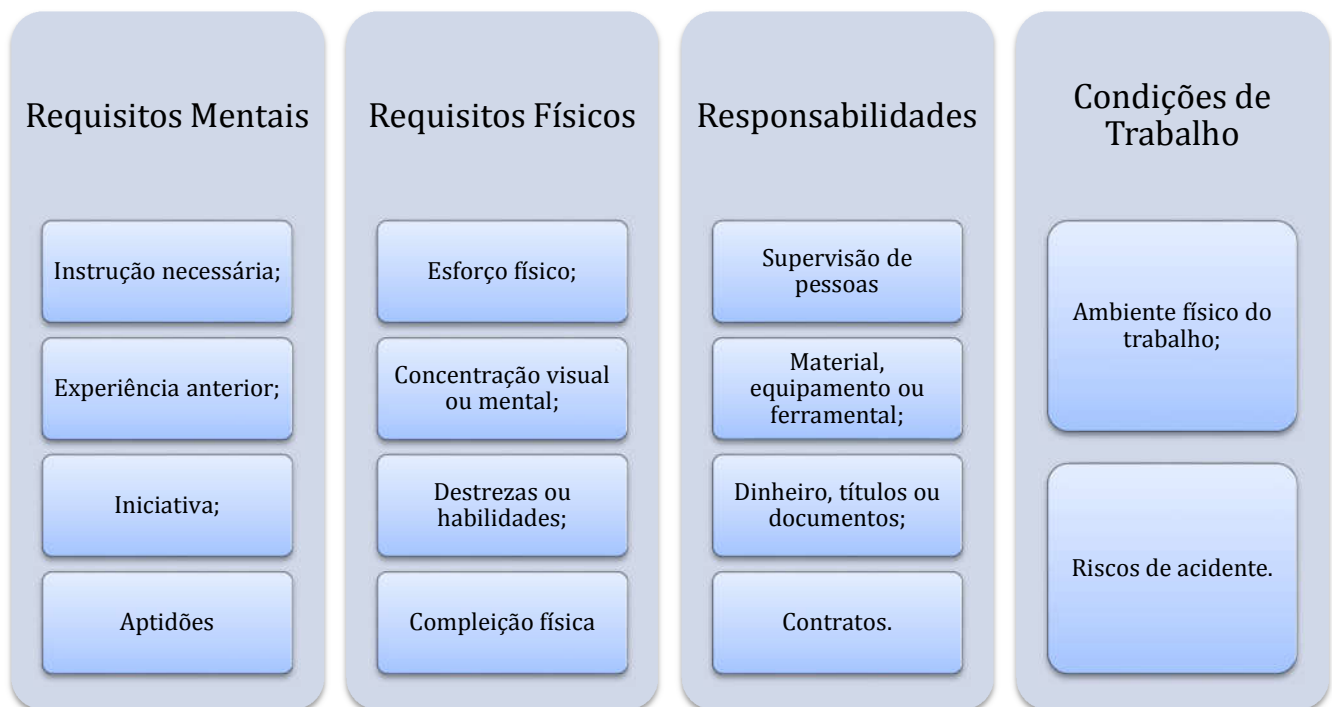 Requisitos Mentais
Instrução necessária;
Experiência anterior;
Iniciativa;
Aptidões
Requisitos Físicos
Esforço físico;
Concentração visual
ou mental;
Destrezas ou
habilidades;
Compleição física
Responsabilidades
Supervisão de
pessoas
Material,
equipamento ou
ferramental;
Dinheiro, títulos ou
documentos;
Contratos.
Condições de
Trabalho
Ambiente físico do
trabalho;
Riscos de acidente.